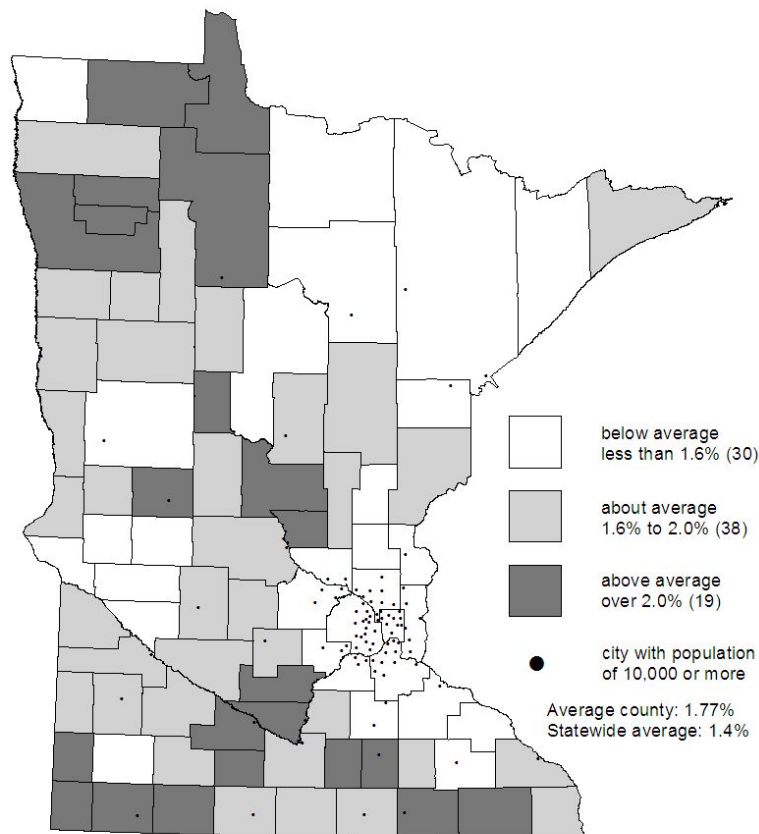 below average
less than 1.6% (30)
about average
1.6% to 2.0% (38)
above average
over 2.0% (19)
city with population
of 10,000 or more
Average county: 1.77%
Statewide average: 1.4%